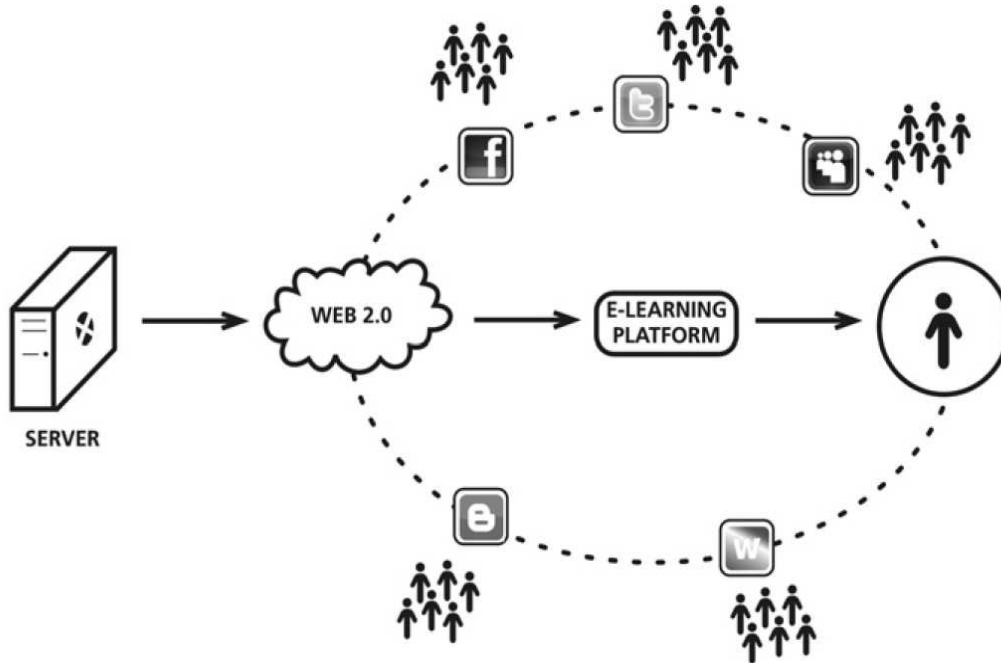 t
f
WEB 2.0
E-LEARNING
PLATFORM
SERVER
B
W